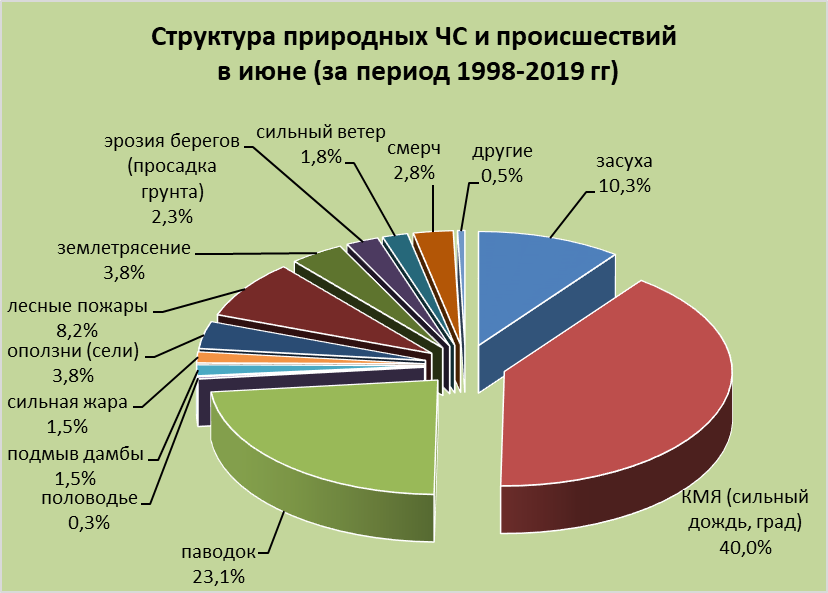 Структура природных ЧС и происшествий
в июне (за период 1998-2019 гг)
эрозия берегов
(просадка
грунта)
2,3%
сильный ветер
1,8%
смерч
2,8%
другие
0,5%
засуха
10,3%
землетрясение
3,8%
лесные пожары
8,2%
оползни (сели)
3,8%
сильная жара
1,5%
подмыв дамбы
1,5%
половодье
0,3%
паводок
23,1%
КМЯ (сильный
дождь, град)
40,0%